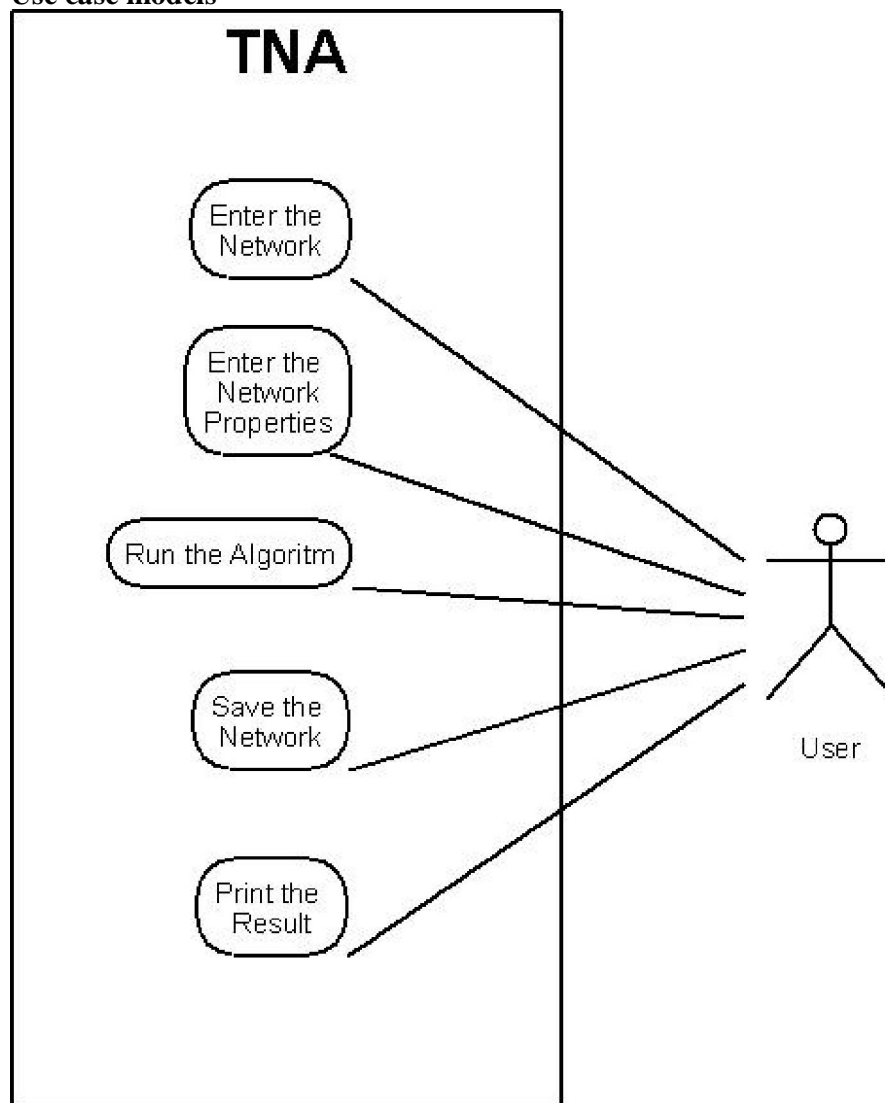 Use case models
TNA
Enter the
Network
Enter the
Network
Properties
Run the Algoritm
Save the
Network
User
Print the
Result